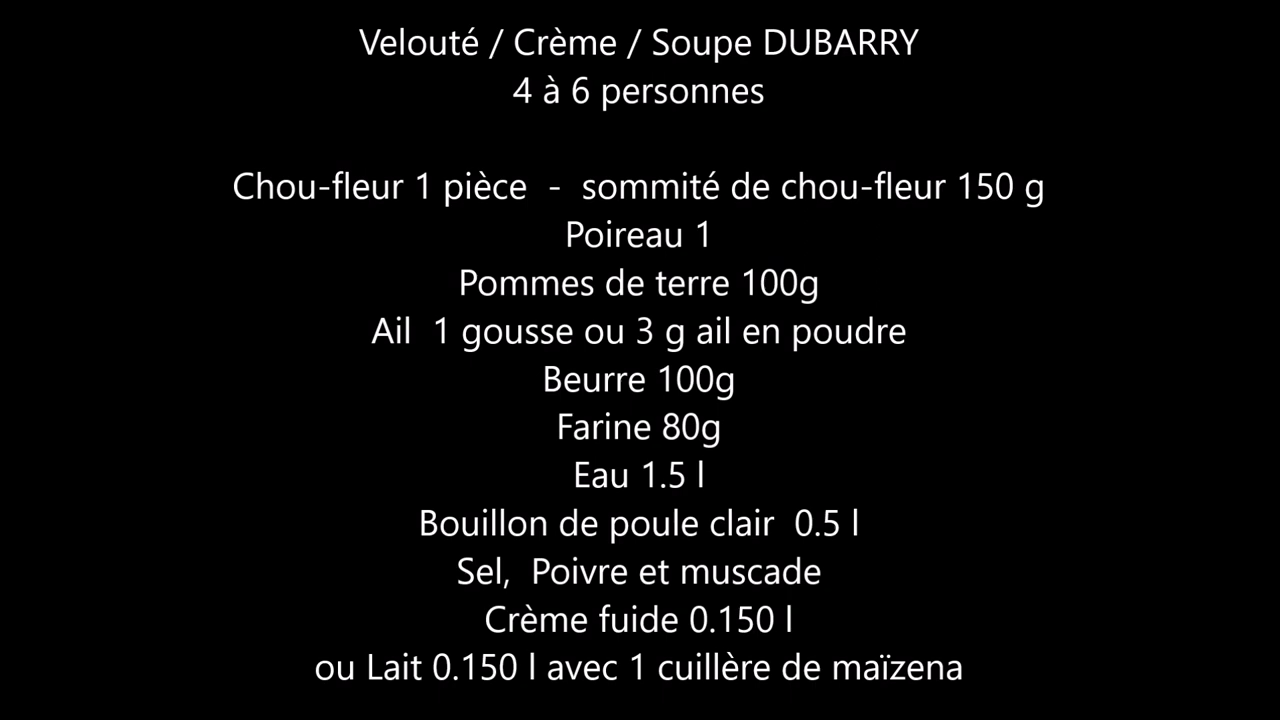 Velouté / Crème / Soupe DUBARRY
4 à 6 personnes
Chou-fleur 1 pièce - sommité de chou-fleur 150 g
Poireau 1
Pommes de terre 100g
Ail 1 gousse ou 3 g ail en poudre
Beurre 100g
Farine 80g
Eau 1.5 l
Bouillon de poule clair 0.5 l
Sel, Poivre et muscade
Crème fuide 0.150 l
ou Lait 0.150 l avec 1 cuillère de maïzena